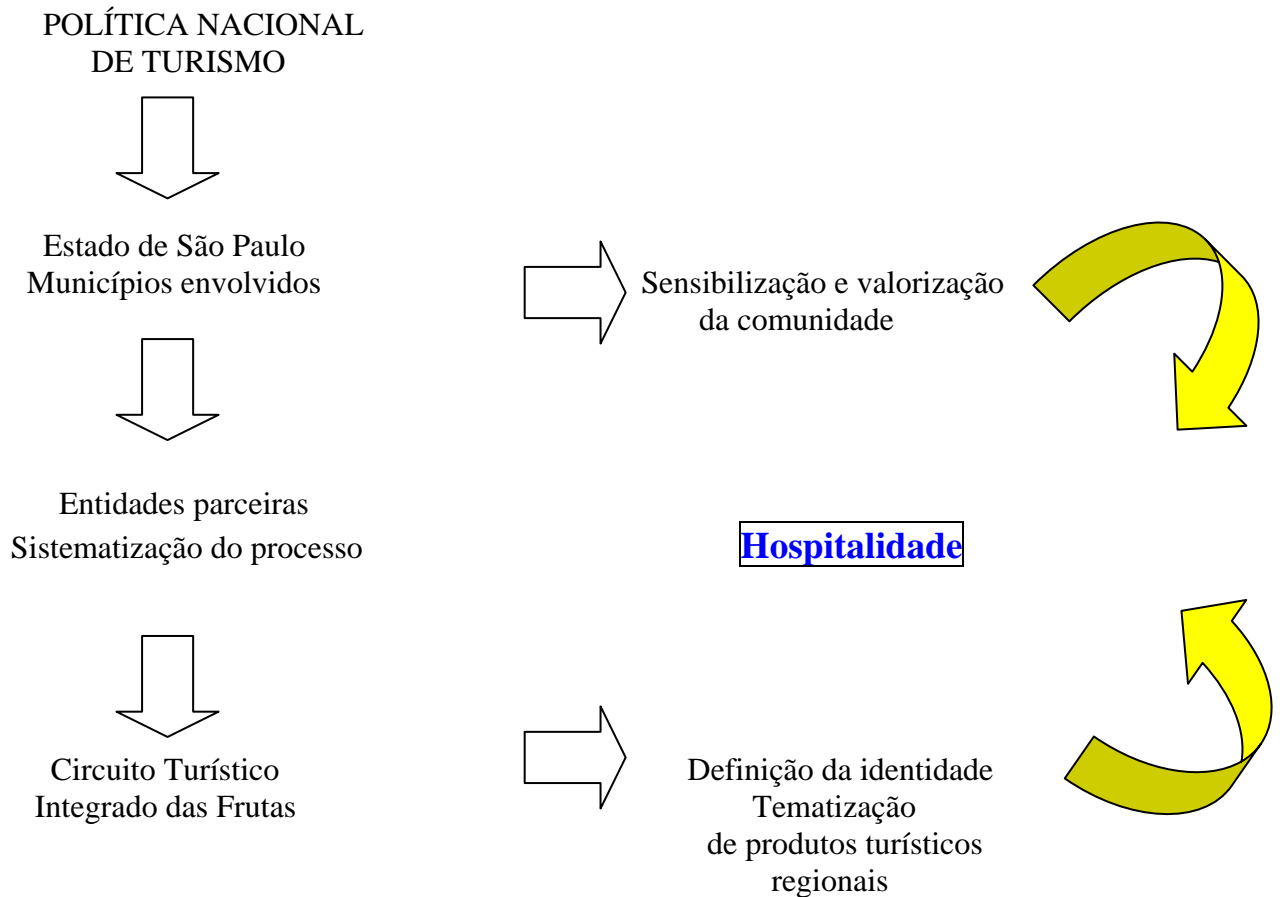 POLÍTICA NACIONAL
DE TURISMO
Estado de São Paulo
Municípios envolvidos
Sensibilização e valorização
da comunidade
Entidades parceiras
Sistematização do processo
Hospitalidade
Circuito Turístico
Integrado das Frutas
Definição da identidade
Tematização
de produtos turísticos
regionais